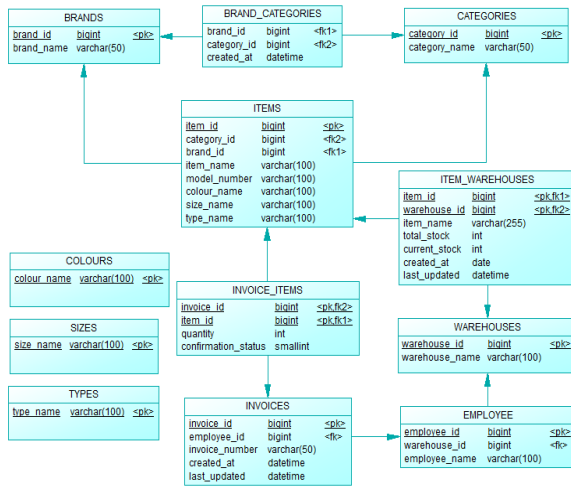 BRANDS
brand_id bigint <pk>
brand_name varchar(50)
BRAND_CATEGORIES
brand_id bigint <fk1>
category_id bigint <fk2>
created_at datetime
CATEGORIES
category_id bigint <pk>
category_name varchar(50)
ITEMS
item_id bigint <pk>
category_id bigint <fk2>
brand_id bigint <fk1>
item_name varchar(100)
model_number varchar(100)
colour_name varchar(100)
size_name varchar(100)
type_name varchar(100)
ITEM_WAREHOUSES
item_id bigint <pk,fk1>
warehouse_id bigint <pk,fk2>
item_name varchar(255)
total_stock int
current_stock int
created_at date
last_updated datetime
COLOURS
colour_name varchar(100) <pk>
INVOICE_ITEMS
invoice_id bigint <pk,fk2>
item_id bigint <pk,fk1>
quantity int
confirmation_status smallint
SIZES
size_name varchar(100) <pk>
WAREHOUSES
warehouse_id bigint <pk>
warehouse_name varchar(100)
TYPES
type_name varchar(100) <pk>
INVOICES
invoice_id bigint <pk>
employee_id bigint <fk>
invoice_number varchar(50)
created_at datetime
last_updated datetime
EMPLOYEE
employee_id bigint <pk>
warehouse_id bigint <fk>
employee_name varchar(100)